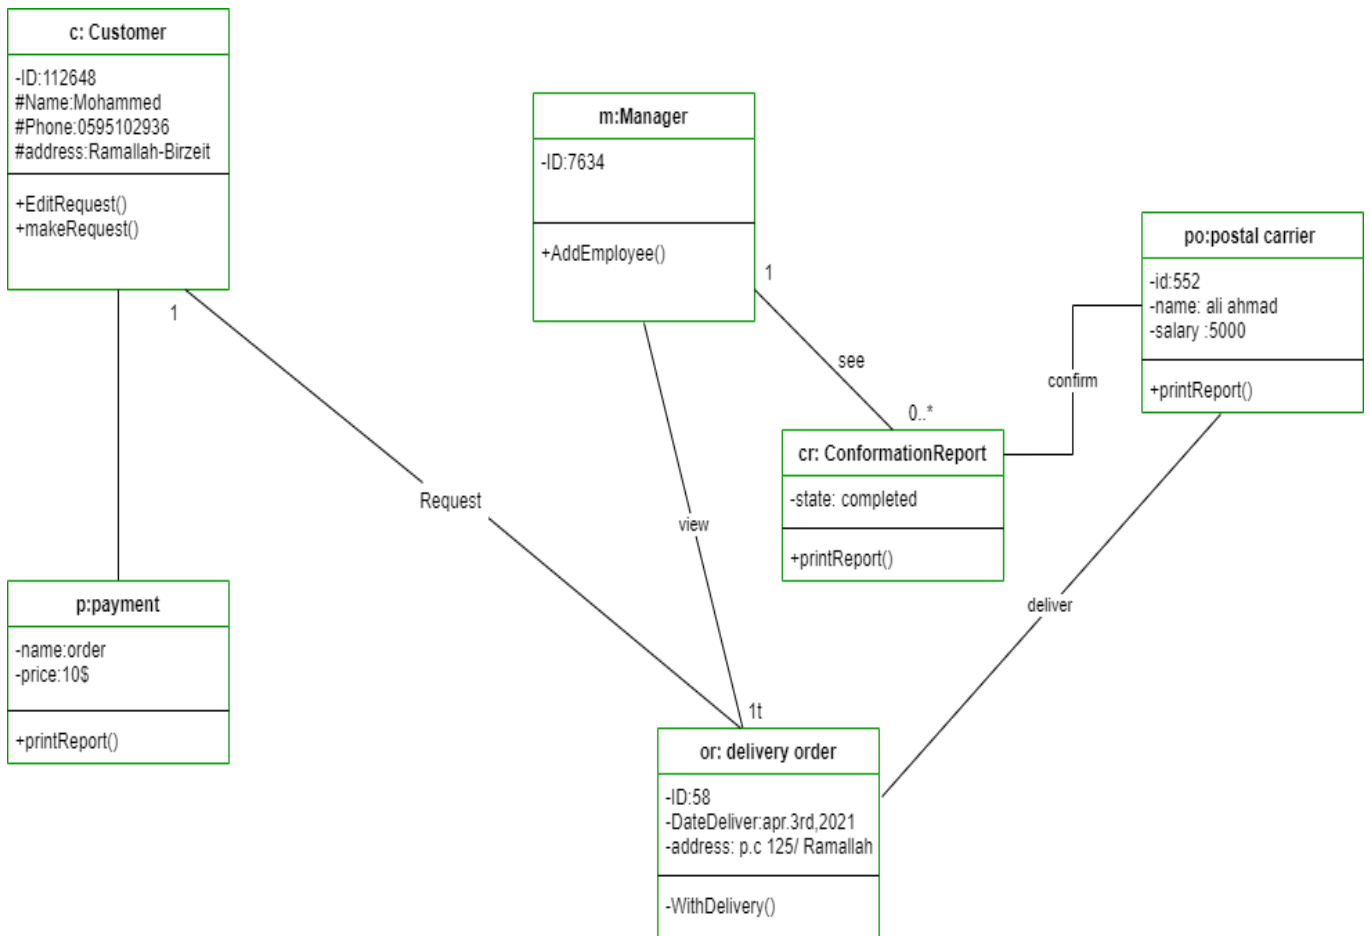 c: Customer
-ID:112648
#Name:Mohammed
#Phone:0595102936
#address:Ramallah-Birzeit
+EditRequest()
+makeRequest()
1
m:Manager
-ID:7634
+AddEmployee()
1
see
0..*
po:postal carrier
-id:552
-name: ali ahmad
-salary :5000
+printReport()
confirm
cr: ConformationReport
-state: completed
+printReport()
Request
view
deliver
p:payment
-name:order
-price:10$
+printReport()
1t
or: delivery order
-ID:58
-DateDeliver:apr.3rd,2021
-address: p.c 125/ Ramallah
-WithDelivery()